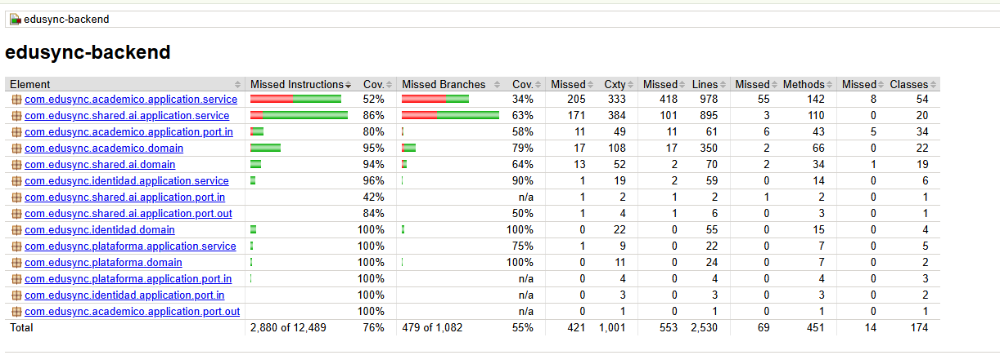 edusync-backend
edusync-backend
Element Missed Instructions Cov. Missed Branches Cov. Missed Cxty Missed Lines Missed Methods Missed Classes
com.edusync.academico.application.service 52% 34% 205 333 418 978 55 142 8 54
com.edusync.shared.ai.application.service 86% 63% 171 384 101 895 3 110 0 20
com.edusync.academico.application.port.in 80% 58% 11 49 11 61 6 43 5 34
com.edusync.academico.domain 95% 79% 17 108 17 350 2 66 0 22
com.edusync.shared.ai.domain 94% 64% 13 52 2 70 2 34 1 19
com.edusync.identidad.application.service 96% 90% 1 19 2 59 0 14 0 6
com.edusync.shared.ai.application.port.in 42% n/a 1 2 1 2 1 2 0 1
com.edusync.shared.ai.application.port.out 84% 50% 1 4 1 6 0 3 0 1
com.edusync.identidad.domain 100% 100% 0 22 0 55 0 15 0 4
com.edusync.plataforma.application.service 100% 75% 1 9 0 22 0 7 0 5
com.edusync.plataforma.domain 100% 100% 0 11 0 24 0 7 0 2
com.edusync.plataforma.application.port.in 100% n/a 0 4 0 4 0 4 0 3
com.edusync.identidad.application.port.in 100% n/a 0 3 0 3 0 3 0 2
com.edusync.academico.application.port.out 100% n/a 0 1 0 1 0 1 0 1
Total 2,880 of 12,489 76% 479 of 1,082 55% 421 1,001 553 2,530 69 451 14 174